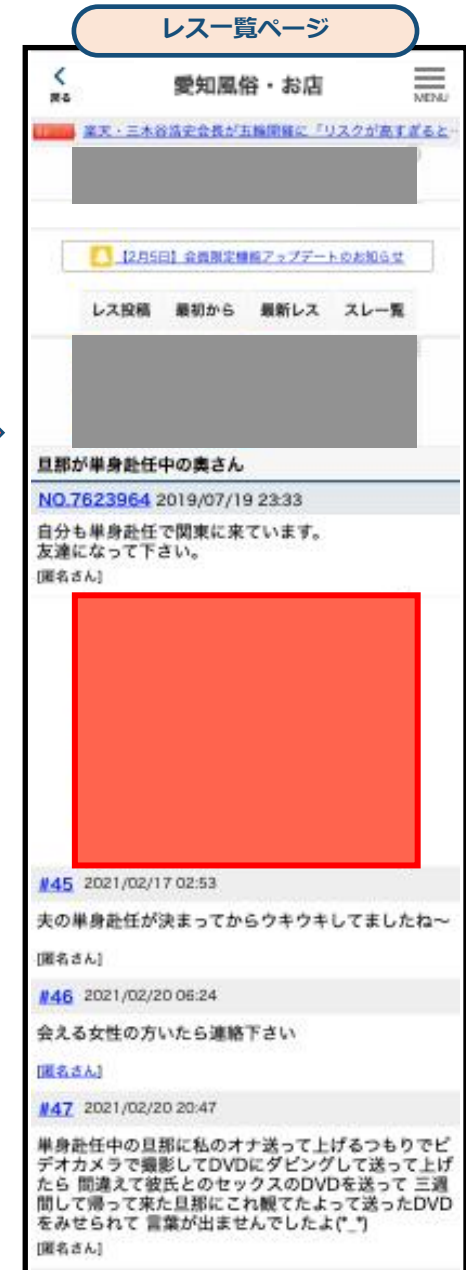 レス一覧ページ
愛知風俗・お店
戻る
MENU
楽天・三木谷浩史会長が五輪開催に「リスクが高すぎると…
【2月5日】会員限定機能アップデートのお知らせ
レス投稿 最初から 最新レス スレ一覧
旦那が単身赴任中の奥さん
NO.7623964 2019/07/19 23:33
自分も単身赴任で関東に来ています。
友達になって下さい。
[匿名さん]
#45 2021/02/17 02:53
夫の単身赴任が決まってからウキウキしてましたね〜
[匿名さん]
#46 2021/02/20 06:24
会える女性の方いたら連絡下さい
[匿名さん]
#47 2021/02/20 20:47
単身赴任中の旦那に私のオナ送って上げるつもりでビ
デオカメラで撮影してDVDにダビングして送って上げ
たら 間違えて彼氏とのセックスのDVDを送って 三週
間して帰って来た旦那にこれ観てたよって送ったDVD
をみせられて 言葉が出ませんでしたよ(*_*)
[匿名さん]